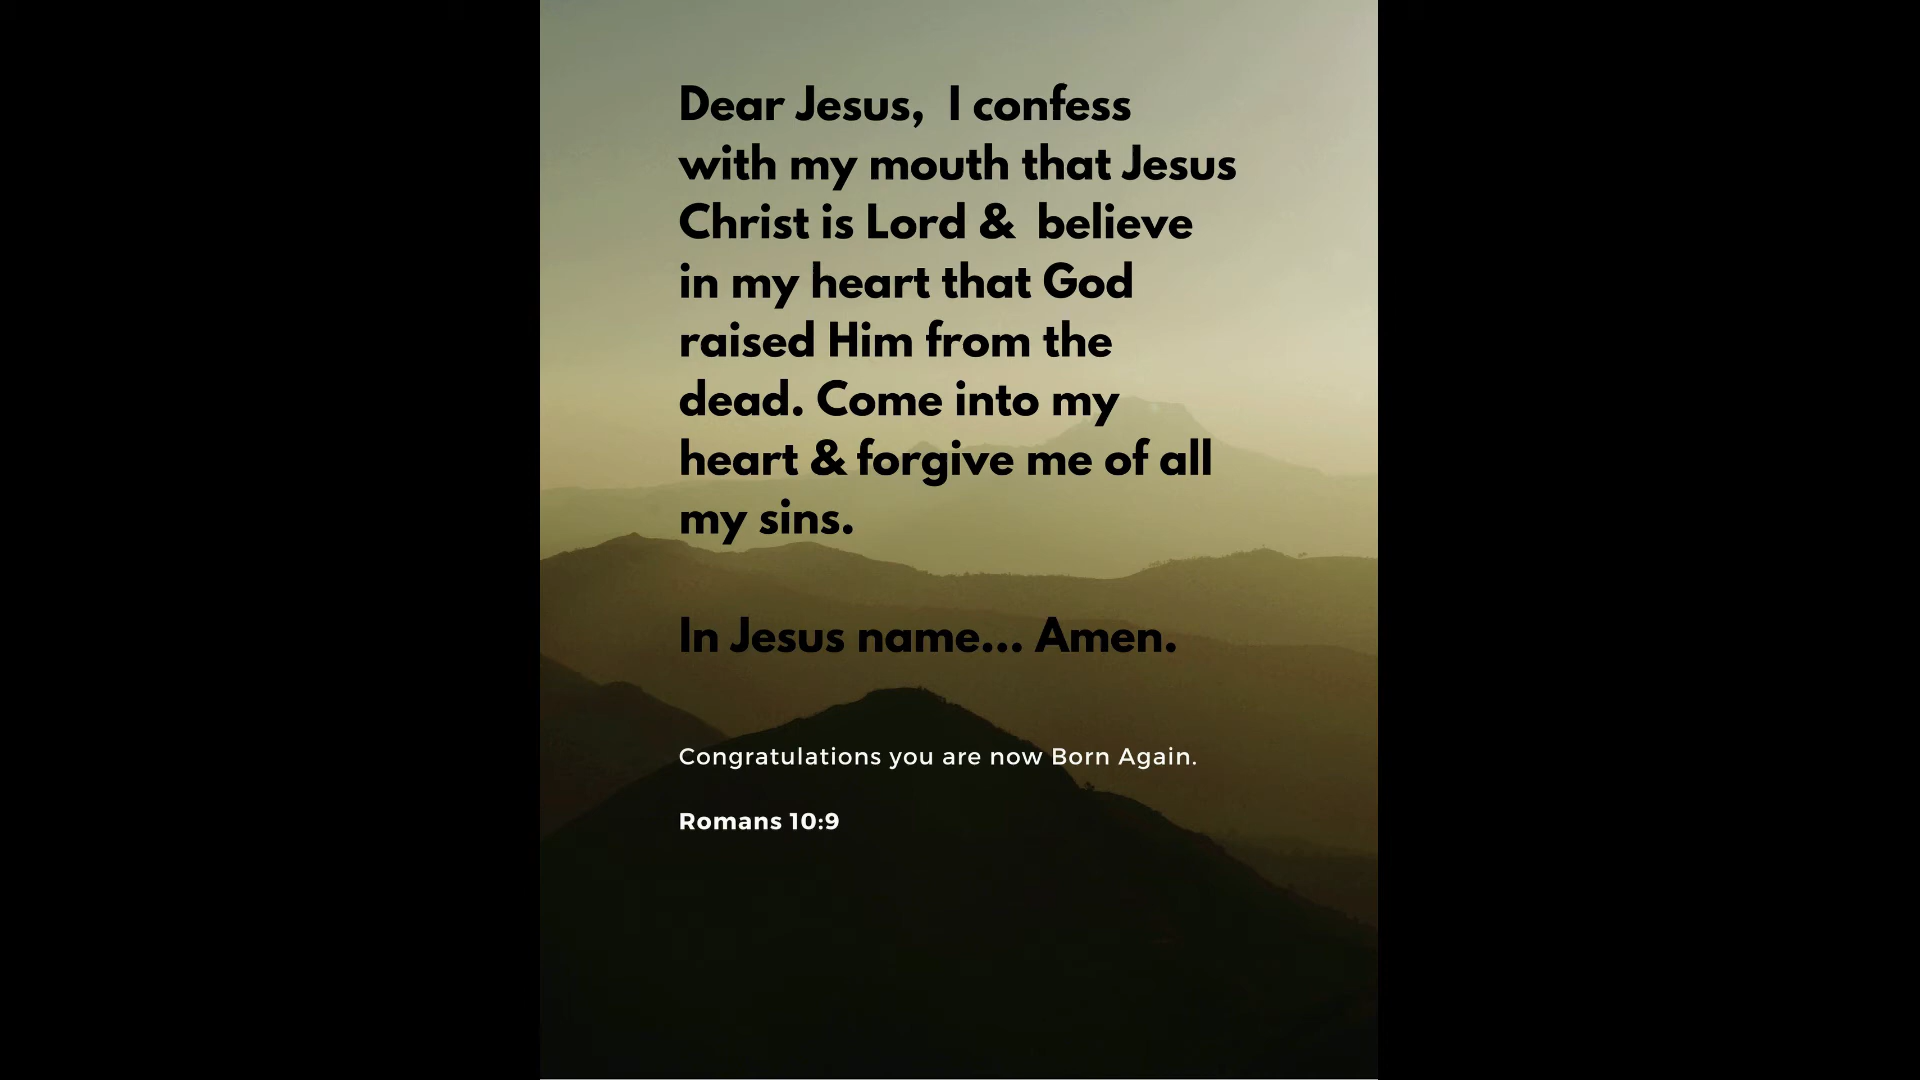 Dear Jesus,  I confess
with my mouth that Jesus
Christ is Lord &  believe
in my heart that God
raised Him from the
dead. Come into my
heart & forgive me of all
my sins.
In Jesus name... Amen.
Congratulations you are now Born Again.
Romans 10:9